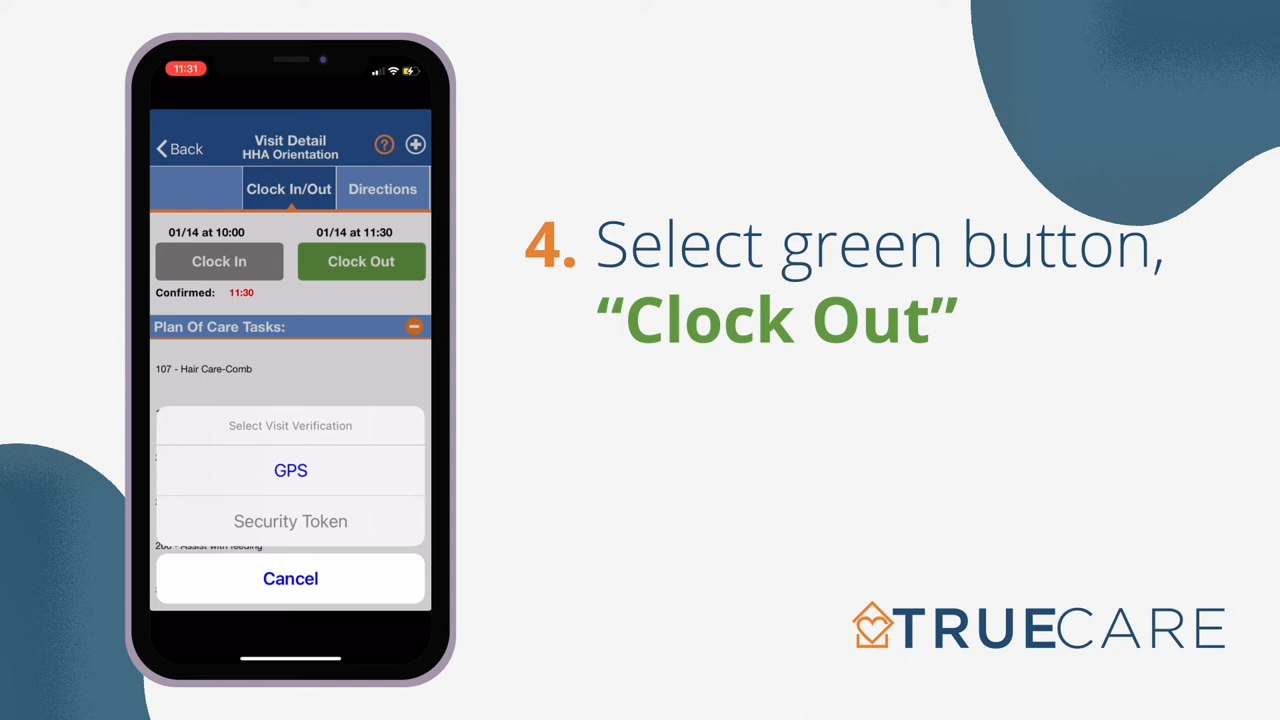 11:31
Back
Visit Detail
HHA Orientation
?
Clock In/Out
Directions
01/14 at 10:00
01/14 at 11:30
Clock In
Clock Out
Confirmed: 11:30
Plan Of Care Tasks:
107 - Hair Care-Comb
Select Visit Verification
GPS
Security Token
Cancel
4. Select green button,
“Clock Out”
TRUECARE